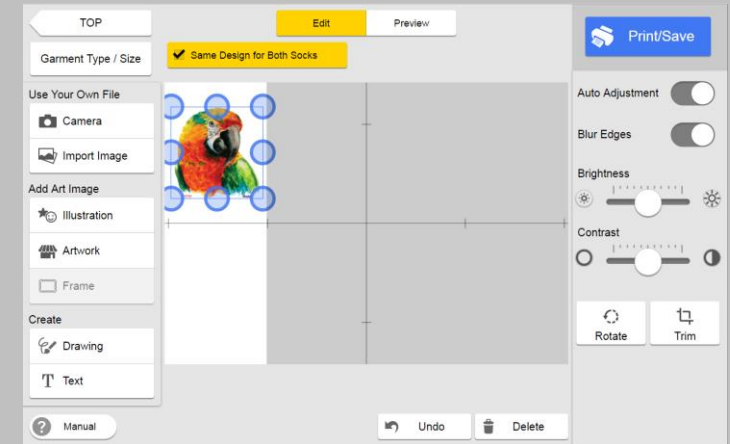 TOP
Edit
Preview
Print/Save
Garment Type / Size
Same Design for Both Socks
Use Your Own File
Camera
Import Image
Add Art Image
Illustration
Artwork
Frame
Create
Drawing
T Text
? Manual
Undo
Delete
Auto Adjustment
Blur Edges
Brightness
Contrast
Rotate
Trim